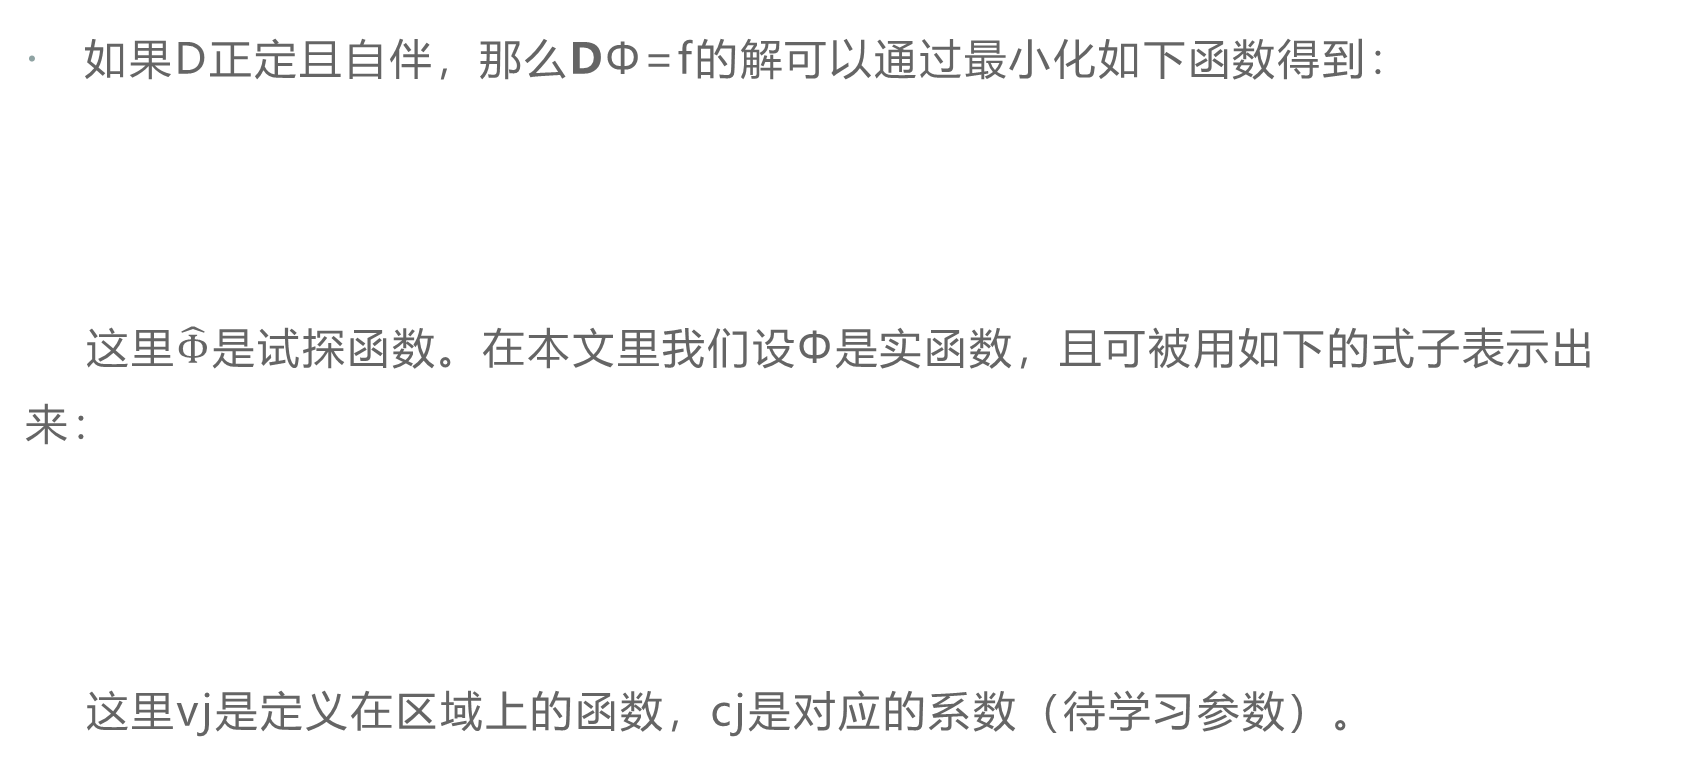 · 如果D正定且自伴，那么DΦ=f的解可以通过最小化如下函数得到：
这里Φ̂是试探函数。在本文里我们设Φ是实函数，且可被用如下的式子表示出
来：
这里vj是定义在区域上的函数，cj是对应的系数（待学习参数）。